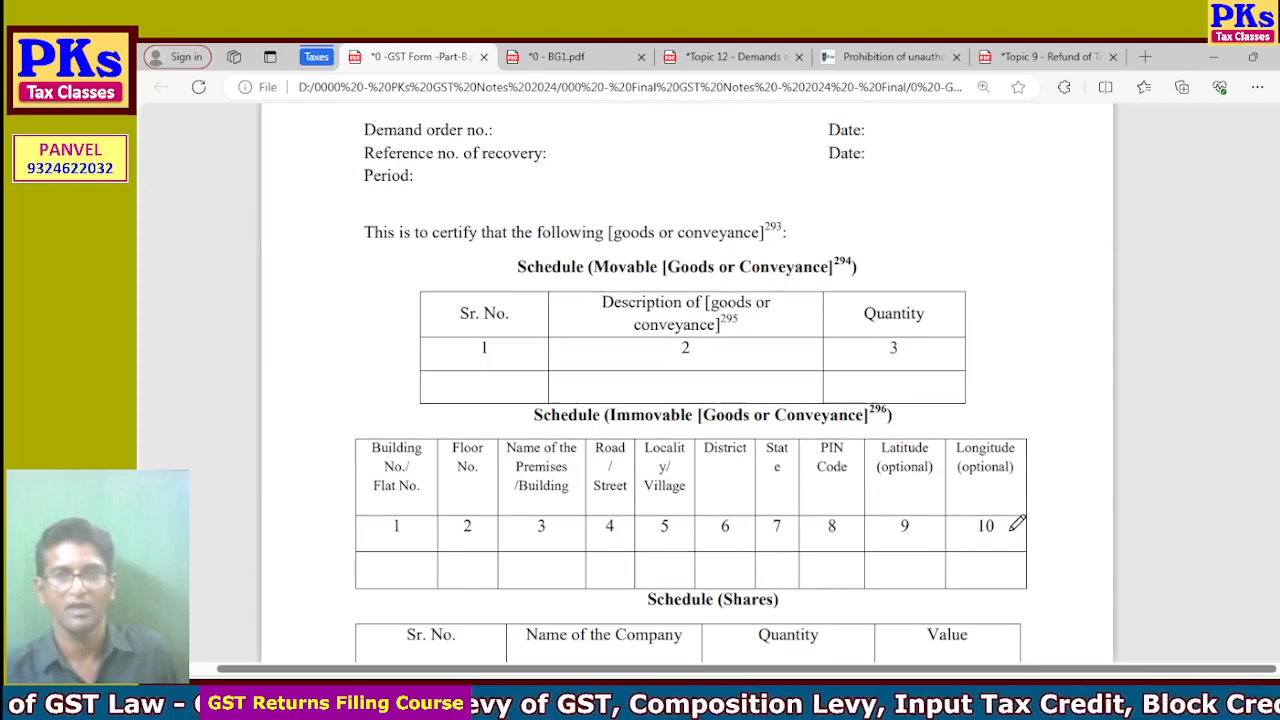 PKs
Tax Classes
PANVEL
9324622032
PKs
Tax Classes
Sign in
Taxes
*0 -GST Form -Part-B
*0 - BG1.pdf
*Topic 12 - Demands
Prohibition of unauth
*Topic 9 - Refund of T
File
D:/0000%20-%20PKs%20GST%20Notes%202024/000%20-%20Final%20GST%20Notes%20%202024%20-%20Final/0%20-G...
Demand order no.: Date:
Reference no. of recovery: Date:
Period:
This is to certify that the following [goods or conveyance]293:
Schedule (Movable [Goods or Conveyance]294)
Sr. No. Description of [goods or conveyance]295 Quantity
1 2 3
Schedule (Immovable [Goods or Conveyance]296)
Building No./ Flat No. Floor No. Name of the Premises /Building Road / Street Localit y/ Village District Stat e PIN Code Latitude (optional) Longitude (optional)
1 2 3 4 5 6 7 8 9 10
Schedule (Shares)
Sr. No. Name of the Company Quantity Value
of GST Law - GST Returns Filing Course evy of GST, Composition Levy, Input Tax Credit, Block Cred